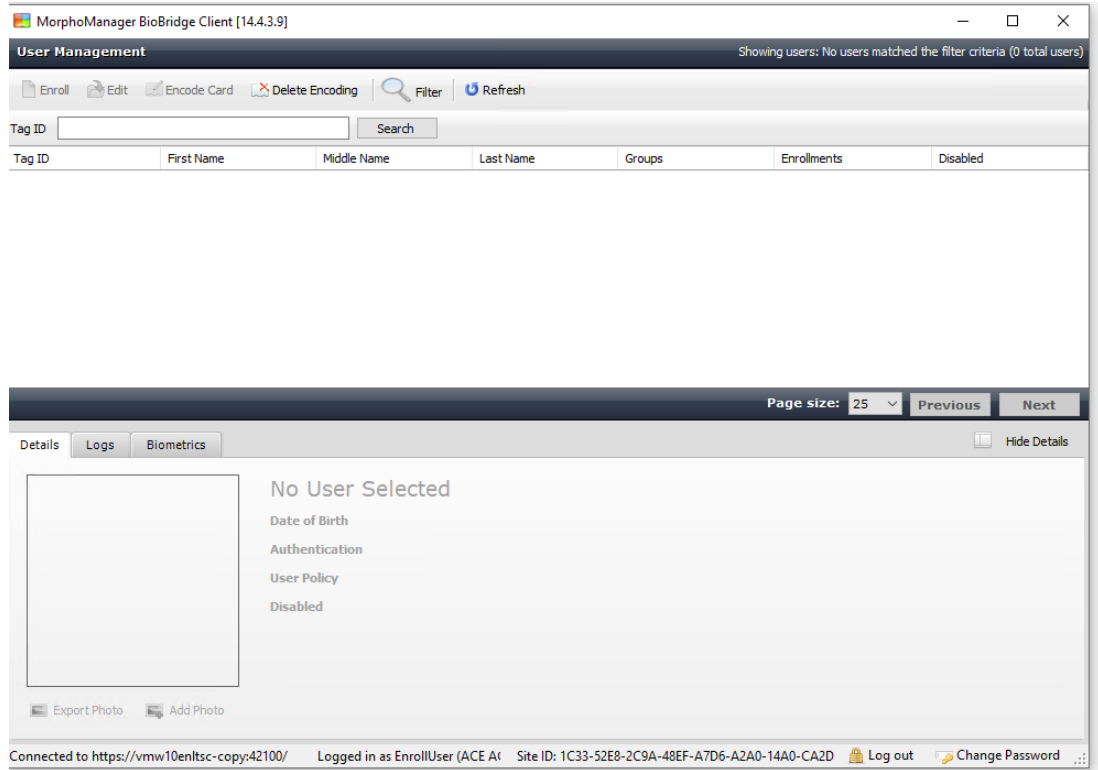 MorphoManager BioBridge Client [14.4.3.9]
User Management Showing users: No users matched the filter criteria (0 total users)
Enroll Edit Encode Card Delete Encoding Filter Refresh
Tag ID Search
Tag ID First Name Middle Name Last Name Groups Enrollments Disabled
Page size: 25 Previous Next
Details Logs Biometrics Hide Details
No User Selected
Date of Birth
Authentication
User Policy
Disabled
Export Photo Add Photo
Connected to https://vmw10enltsc-copy:42100/ Logged in as EnrollUser (ACE A Site ID: 1C33-52E8-2C9A-48EF-A7D6-A2A0-14A0-CA2D Log out Change Password